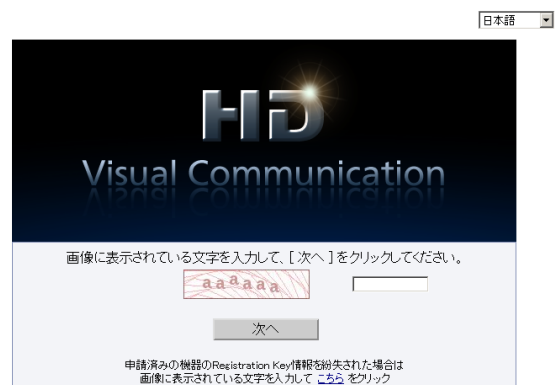 日本語
HD
Visual Communication
画像に表示されている文字を入力して、[ 次へ ]をクリックしてください。
aaaaaa
次へ
申請済みの機器のRegistration Key情報を紛失された場合は
画像に表示されている文字を入力して こちら をクリック